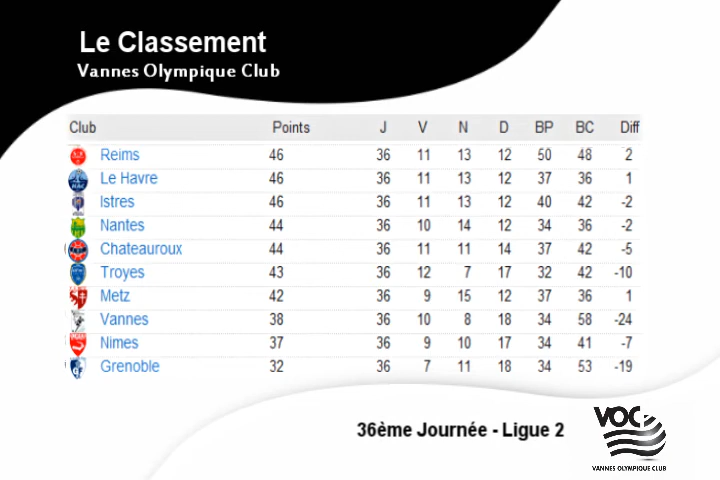 Le Classement
Vannes Olympique Club
Club Points J V N D BP BC Diff
Reims 46 36 11 13 12 50 48 2
Le Havre 46 36 11 13 12 37 36 1
Istres 46 36 11 13 12 40 42 -2
Nantes 44 36 10 14 12 34 36 -2
Chateauroux 44 36 11 11 14 37 42 -5
Troyes 43 36 12 7 17 32 42 -10
Metz 42 36 9 15 12 37 36 1
Vannes 38 36 10 8 18 34 58 -24
Nimes 37 36 9 10 17 34 41 -7
Grenoble 32 36 7 11 18 34 53 -19
36ème Journée - Ligue 2
VOC
VANNES OLYMPIQUE CLUB